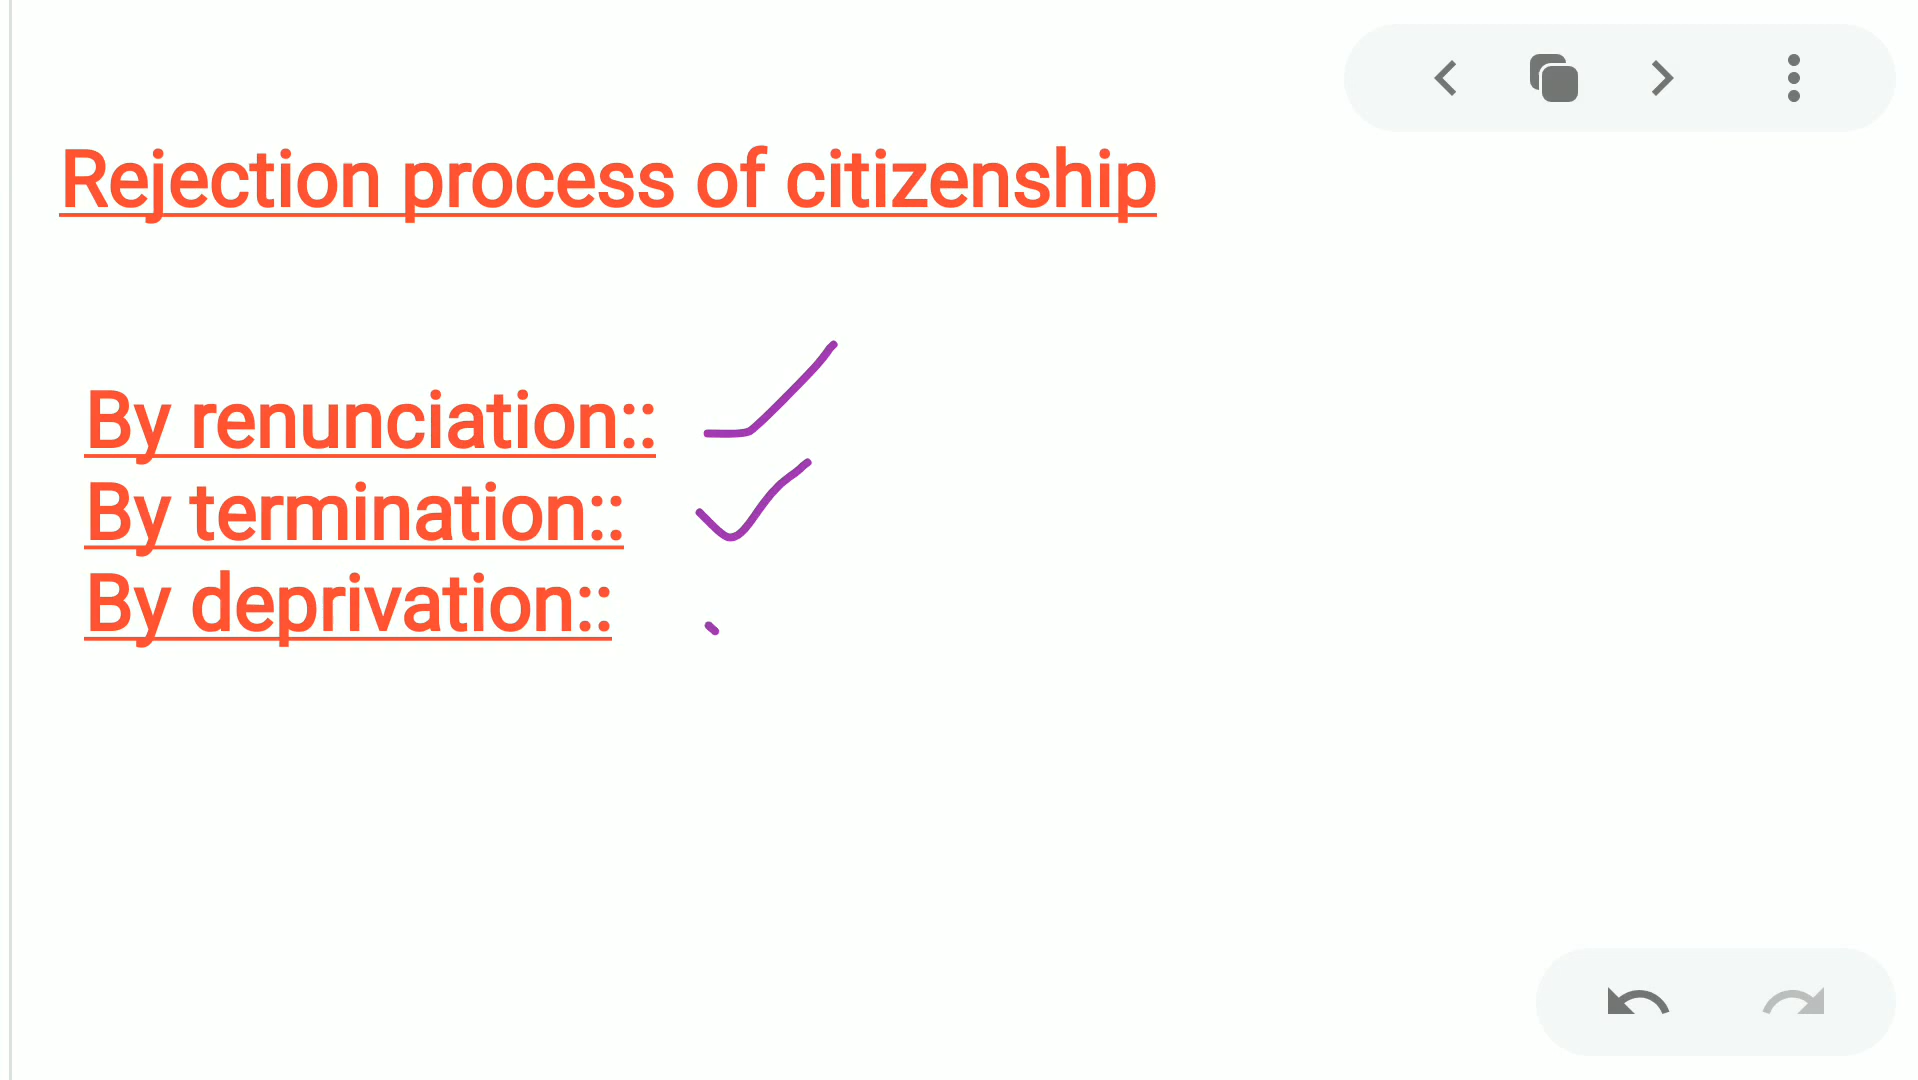 Rejection process of citizenship
By renunciation::
By termination::
By deprivation::